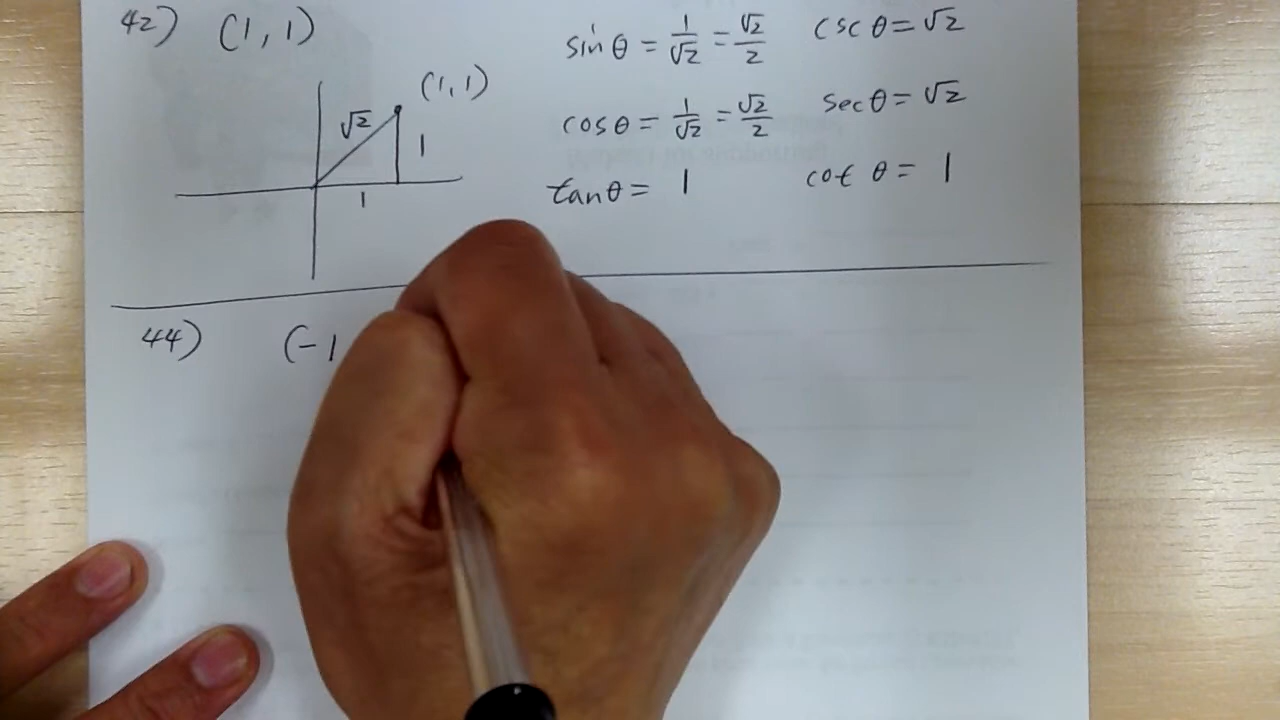 42) (1, 1)
(1, 1)
√2
1
1
sin θ = 1/√2 = √2/2
csc θ = √2
cos θ = 1/√2 = √2/2
sec θ = √2
tan θ = 1
cot θ = 1
44) (-1